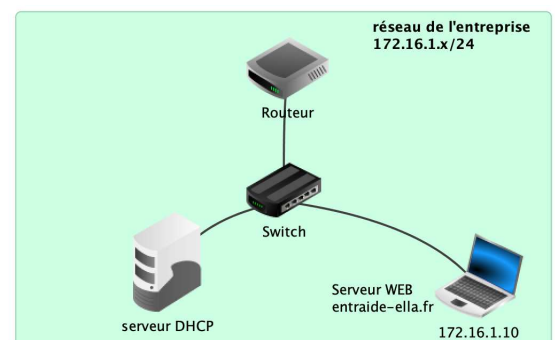 réseau de l'entreprise
172.16.1.x/24
Routeur
Switch
Serveur WEB
entraide-ella.fr
serveur DHCP
172.16.1.10